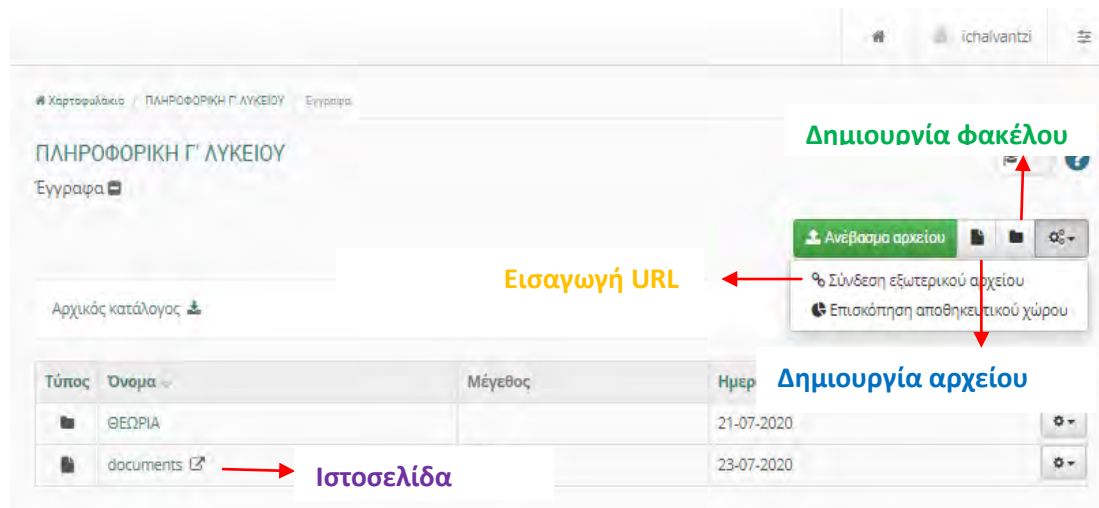 ichalvantzi
Χαρτοφυλάκιο / ΠΛΗΡΟΦΟΡΙΚΗ Γ' ΛΥΚΕΙΟΥ / Έγγραφα
Δημιουργία φακέλου
ΠΛΗΡΟΦΟΡΙΚΗ Γ' ΛΥΚΕΙΟΥ
Έγγραφα
Ανέβασμα αρχείου
Εισαγωγή URL
Σύνδεση εξωτερικού αρχείου
Αρχικός κατάλογος
Επισκόπηση αποθηκευτικού χώρου
Τύπος Όνομα Μέγεθος Ημερ
Δημιουργία αρχείου
ΘΕΩΡΙΑ 21-07-2020
documents 23-07-2020
Ιστοσελίδα